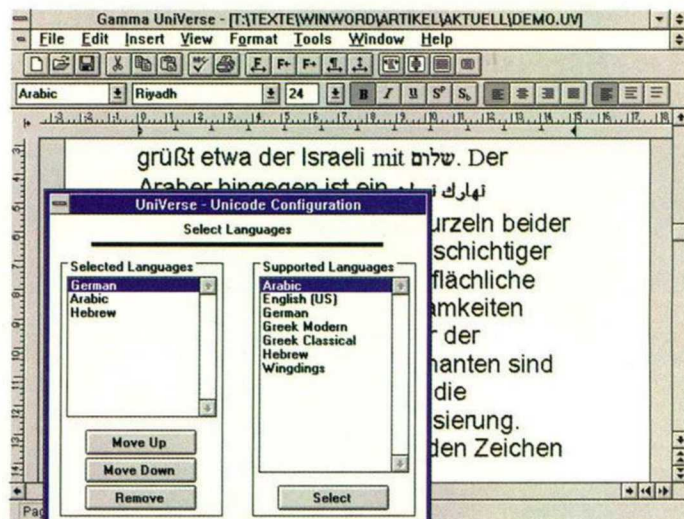 Gamma UniVerse - [T:\TEXTE\WINWORD\ARTIKEL\AKTUELL\DEMO.UV]
File Edit Insert View Format Tools Window Help
Arabic Riyadh 24 B I U
grüßt etwa der Israeli mit שלום. Der
Araber hingegen ist ein نهارك
UniVerse - Unicode Configuration
Select Languages
Selected Languages
German
Arabic
Hebrew
Move Up
Move Down
Remove
Supported Languages
Arabic
English (US)
German
Greek Modern
Greek Classical
Hebrew
Wingdings
Select
urzeln beider
schichtiger
flächliche
amkeiten
r der
nanten sind
die
sierung.
den Zeichen